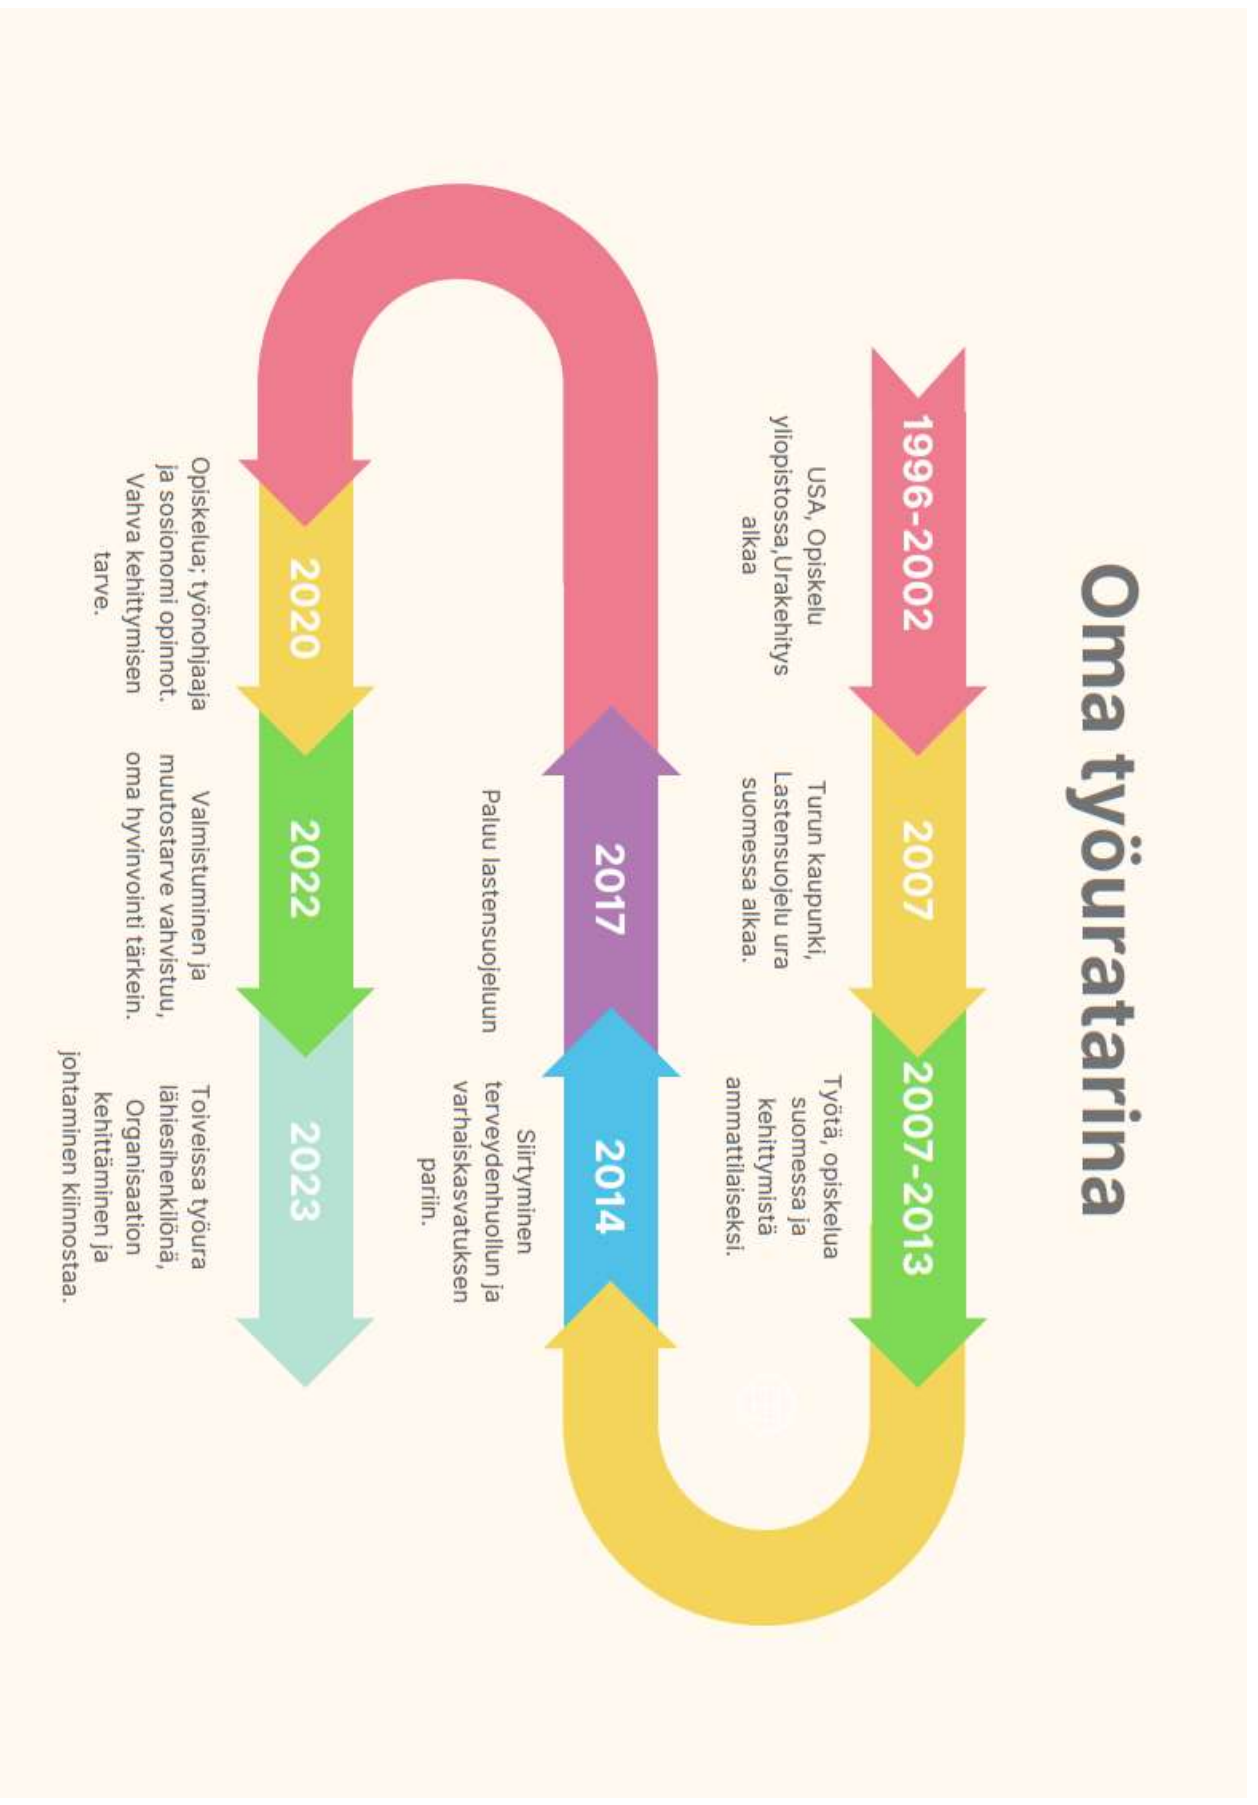 Oma työuratarina
1996-2002
USA, Opiskelu
yliopistossa,Urakehitys
alkaa
2007
Turun kaupunki,
Lastensuojelu ura
suomessa alkaa.
2007-2013
Työtä, opiskelua
suomessa ja
kehittymistä
ammattilaiseksi.
2014
Siirtyminen
terveydenhuollun ja
varhaiskasvatuksen
pariin.
2017
Paluu lastensuojeluun
2020
Opiskelua; työnohjaaja
ja sosionomi opinnot.
Vahva kehittymisen
tarve.
2022
Valmistuminen ja
muutostarve vahvistuu,
oma hyvinvointi tärkein.
2023
Toiveissa työura
lähiesihenkilönä,
Organisaation
kehittäminen ja
johtaminen kiinnostaa.